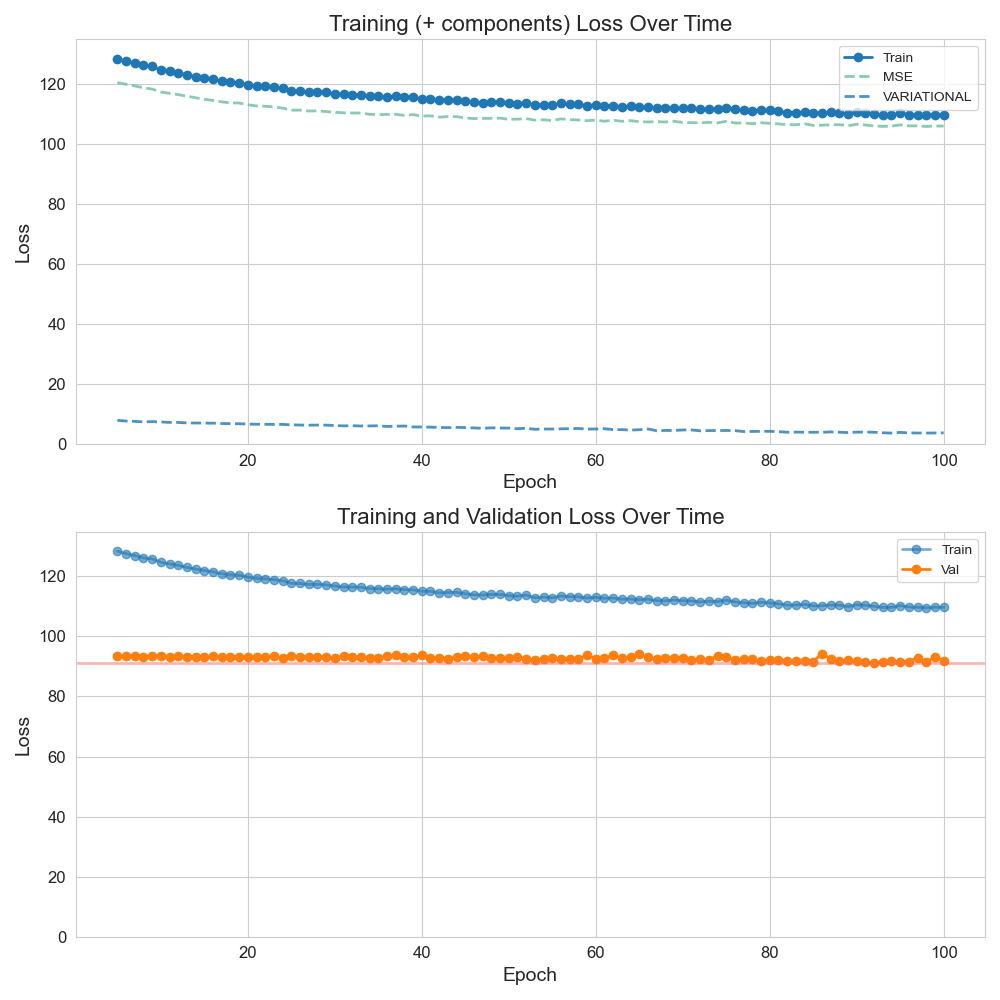 Training (+ components) Loss Over Time
Train
MSE
VARIATIONAL
120
100
80
60
40
20
0
Loss
20 40 60 80 100
Epoch
Training and Validation Loss Over Time
Train
Val
120
100
80
60
40
20
0
Loss
20 40 60 80 100
Epoch